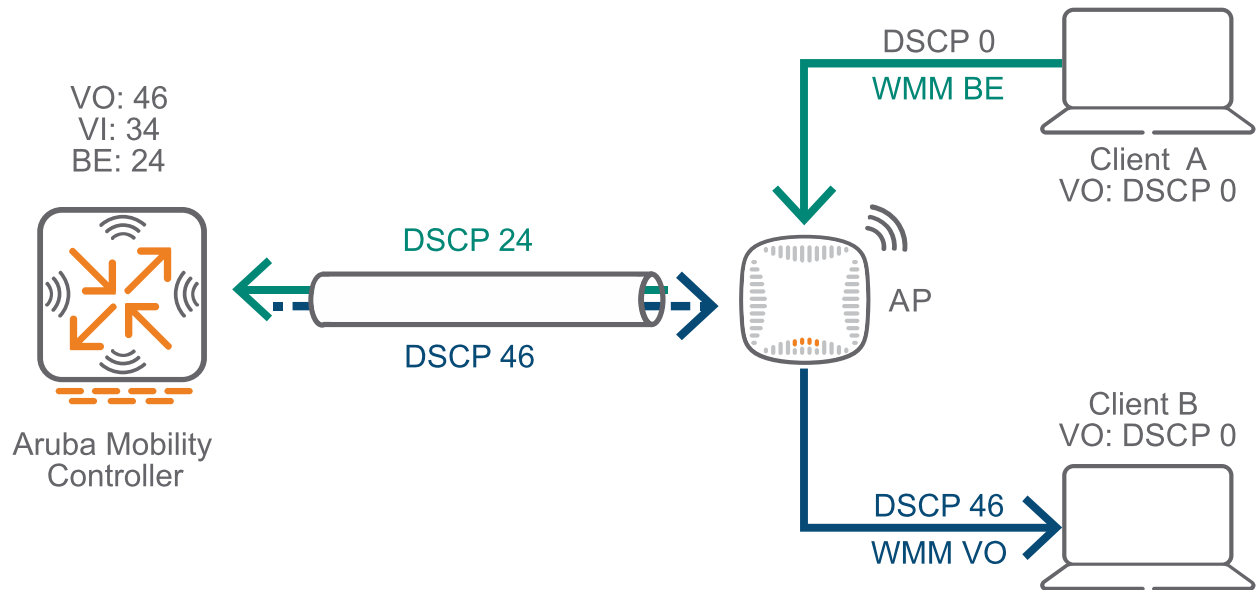 VO: 46
VI: 34
BE: 24
Aruba Mobility
Controller
DSCP 24
DSCP 46
DSCP 0
WMM BE
Client A
VO: DSCP 0
AP
Client B
VO: DSCP 0
DSCP 46
WMM VO